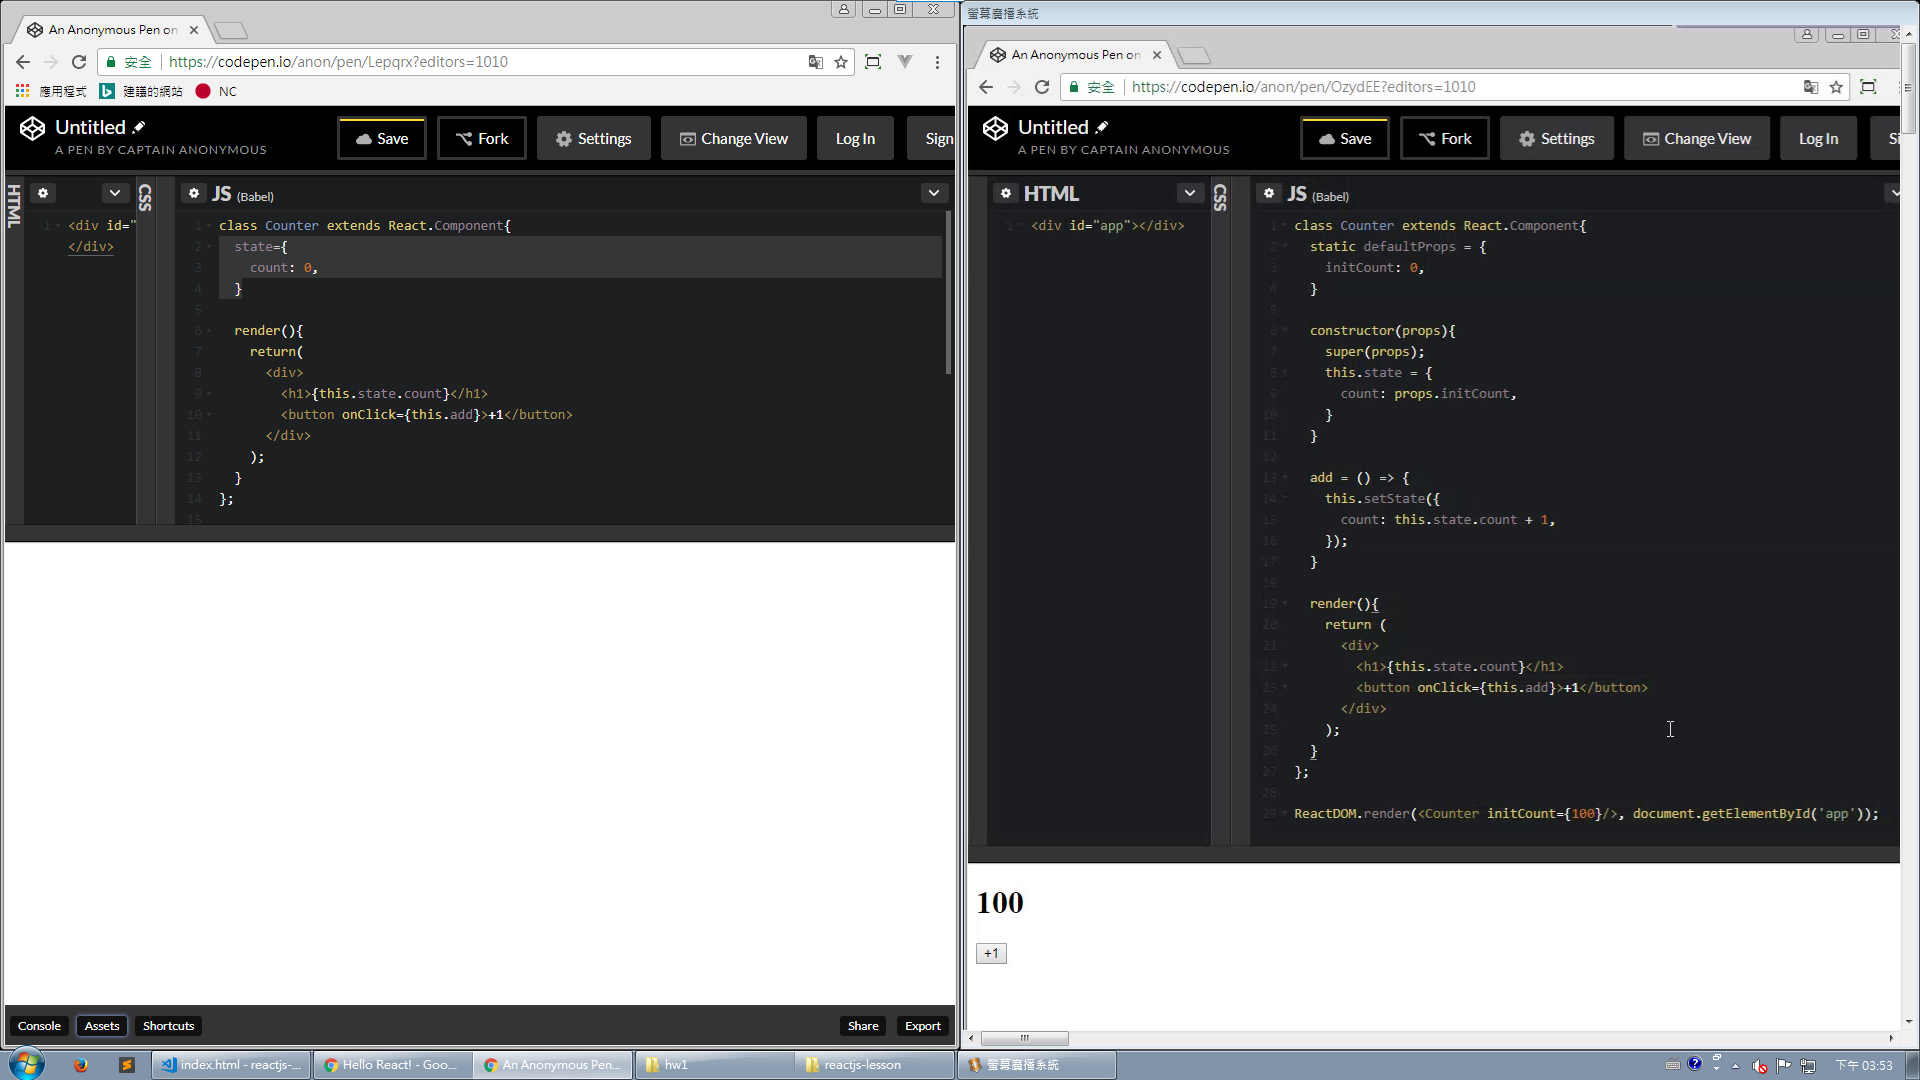 An Anonymous Pen on
安全 https://codepen.io/anon/pen/Lepqrx?editors=1010
應用程式 建議的網站 NC
Untitled
A PEN BY CAPTAIN ANONYMOUS
Save
Fork
Settings
Change View
Log In
Sign
HTML
CSS
JS (Babel)
1 <div id="
</div>
1 class Counter extends React.Component{
2 state={
3 count: 0,
4 }
5
6 render(){
7 return(
8 <div>
9 <h1>{this.state.count}</h1>
10 <button onClick={this.add}>+1</button>
11 </div>
12 );
13 }
14 };
15
Console
Assets
Shortcuts
Share
Export
螢幕廣播系統
An Anonymous Pen on
安全 https://codepen.io/anon/pen/OzydEE?editors=1010
Untitled
A PEN BY CAPTAIN ANONYMOUS
Save
Fork
Settings
Change View
Log In
Si
HTML
CSS
JS (Babel)
1 <div id="app"></div>
1 class Counter extends React.Component{
2 static defaultProps = {
3 initCount: 0,
4 }
5
6 constructor(props){
7 super(props);
8 this.state = {
9 count: props.initCount,
10 }
11 }
12
13 add = () => {
14 this.setState({
15 count: this.state.count + 1,
16 });
17 }
18
19 render(){
20 return (
21 <div>
22 <h1>{this.state.count}</h1>
23 <button onClick={this.add}>+1</button>
24 </div>
25 );
26 }
27 };
28
29 ReactDOM.render(<Counter initCount={100}/>, document.getElementById('app'));
100
+1
index.html - reactjs-...
Hello React! - Goo...
An Anonymous Pen...
hw1
reactjs-lesson
螢幕廣播系統
下午 03:53